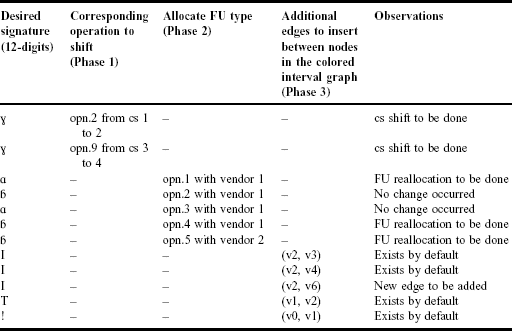 Desired signature (12-digits) | Corresponding operation to shift (Phase 1) | Allocate FU type (Phase 2) | Additional edges to insert between nodes in the colored interval graph (Phase 3) | Observations
ɣ | opn.2 from cs 1 to 2 | – | – | cs shift to be done
ɣ | opn.9 from cs 3 to 4 | – | – | cs shift to be done
ɑ | – | opn.1 with vendor 1 | – | FU reallocation to be done
ɓ | – | opn.2 with vendor 1 | – | No change occurred
ɑ | – | opn.3 with vendor 1 | – | No change occurred
ɓ | – | opn.4 with vendor 1 | – | FU reallocation to be done
ɓ | – | opn.5 with vendor 2 | – | FU reallocation to be done
I | – | – | (v2, v3) | Exists by default
I | – | – | (v2, v4) | Exists by default
I | – | – | (v2, v6) | New edge to be added
T | – | – | (v1, v2) | Exists by default
! | – | – | (v0, v1) | Exists by default